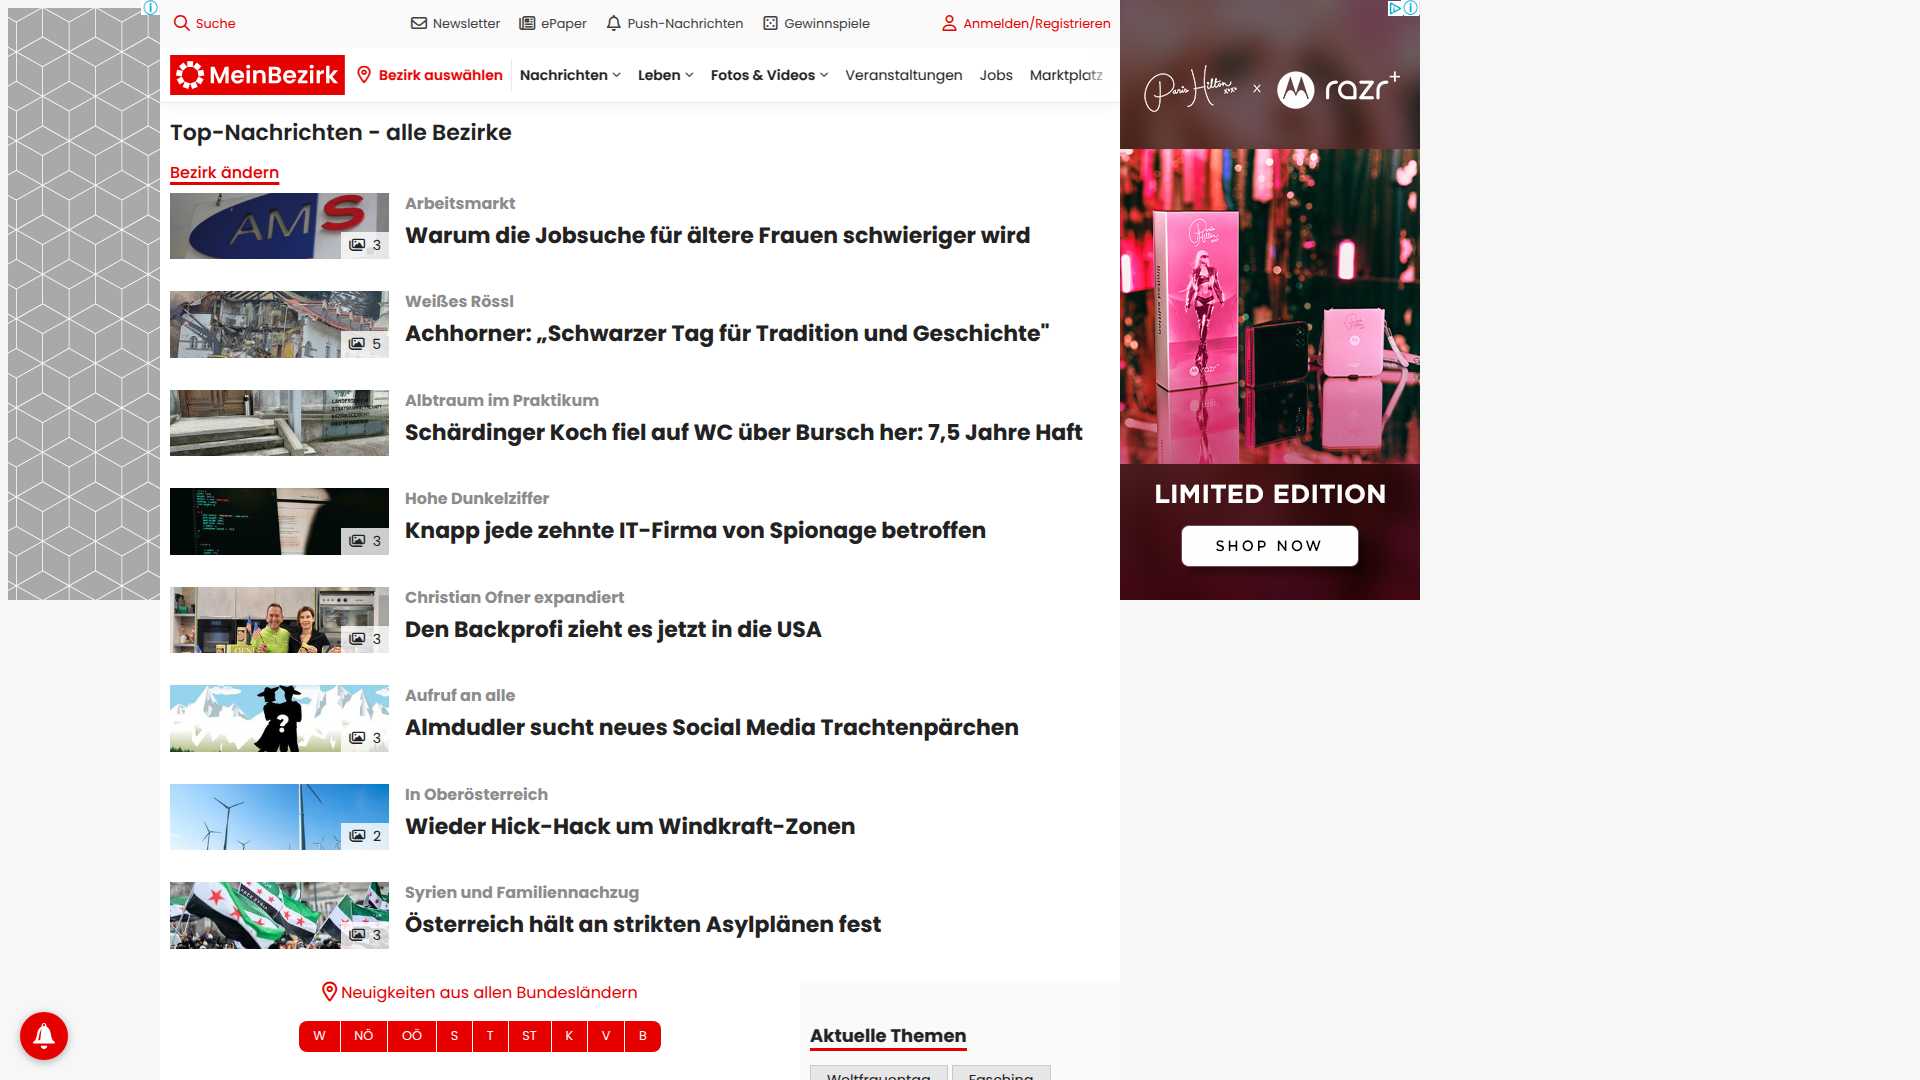 Suche
Newsletter
ePaper
Push-Nachrichten
Gewinnspiele
Anmelden/Registrieren
MeinBezirk
Bezirk auswählen
Nachrichten
Leben
Fotos & Videos
Veranstaltungen
Jobs
Marktplatz
Top-Nachrichten - alle Bezirke
Bezirk ändern
AMS
3
Arbeitsmarkt
Warum die Jobsuche für ältere Frauen schwieriger wird
5
Weißes Rössl
Achhorner: „Schwarzer Tag für Tradition und Geschichte"
Albtraum im Praktikum
Schärdinger Koch fiel auf WC über Bursch her: 7,5 Jahre Haft
3
Hohe Dunkelziffer
Knapp jede zehnte IT-Firma von Spionage betroffen
3
Christian Ofner expandiert
Den Backprofi zieht es jetzt in die USA
?
3
Aufruf an alle
Almdudler sucht neues Social Media Trachtenpärchen
2
In Oberösterreich
Wieder Hick-Hack um Windkraft-Zonen
3
Syrien und Familiennachzug
Österreich hält an strikten Asylplänen fest
Neuigkeiten aus allen Bundesländern
W NÖ OÖ S T ST K V B
Aktuelle Themen
Weltfrauentag
Fasching
Paris Hilton x razr+
razr
LIMITED EDITION
SHOP NOW